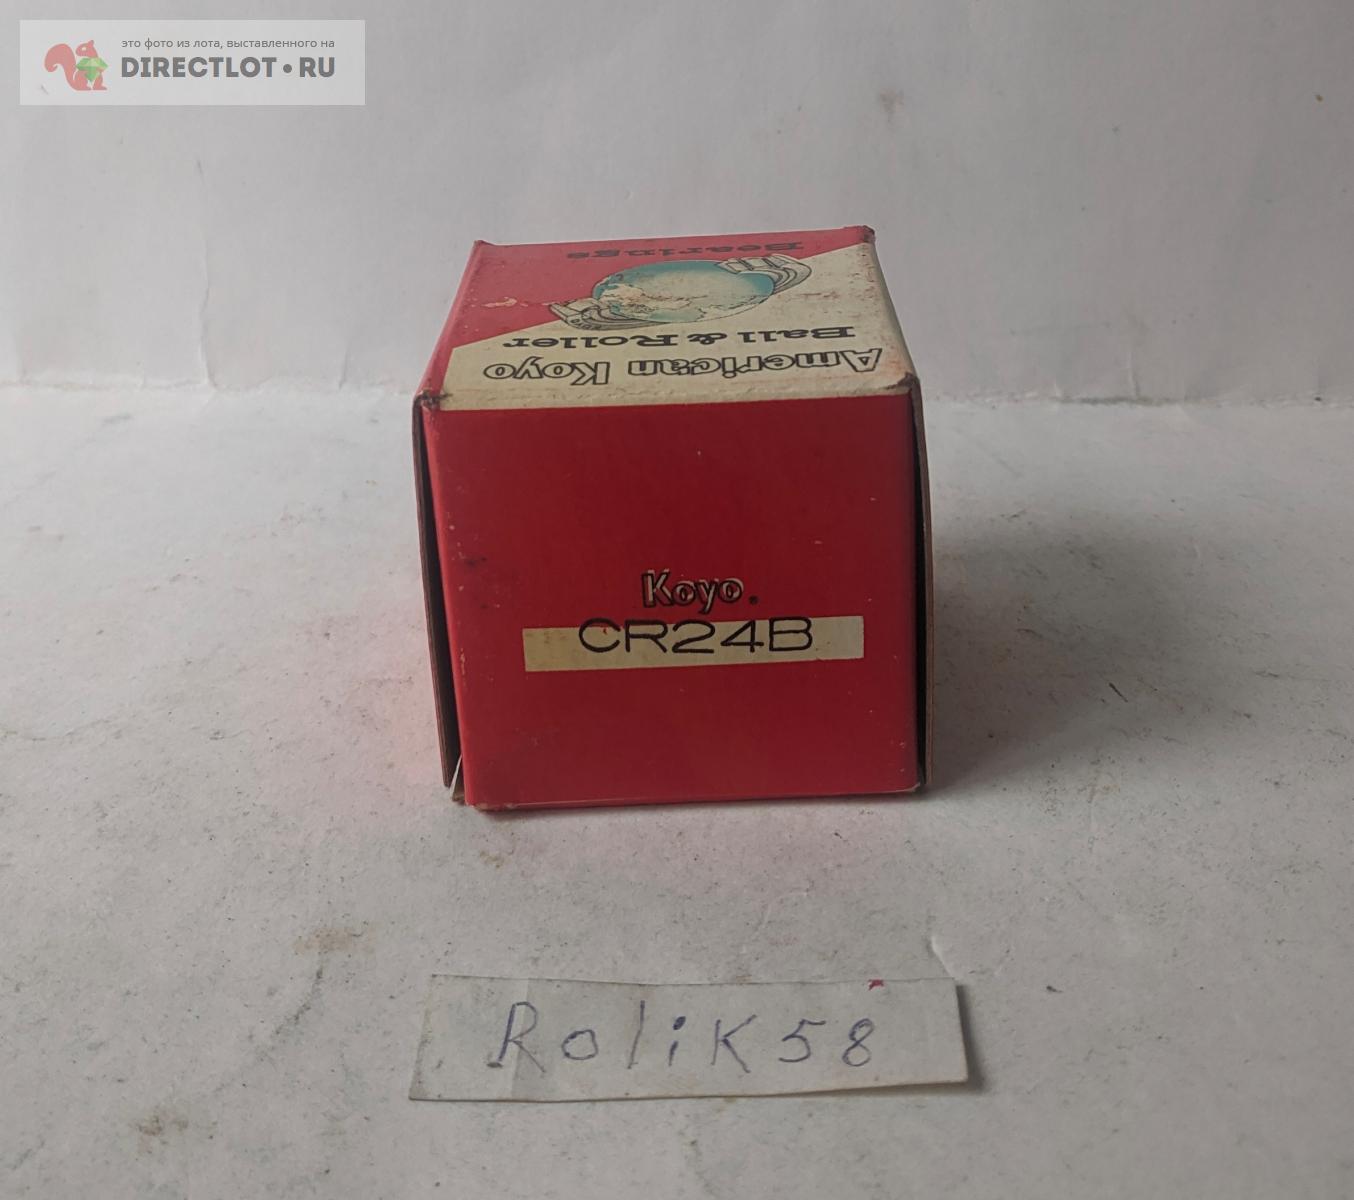 это фото из лота, выставленного на
DIRECTLOT•RU
Bearings
Ball & Roller
American Koyo
Koyo.
CR24B
Rolik58